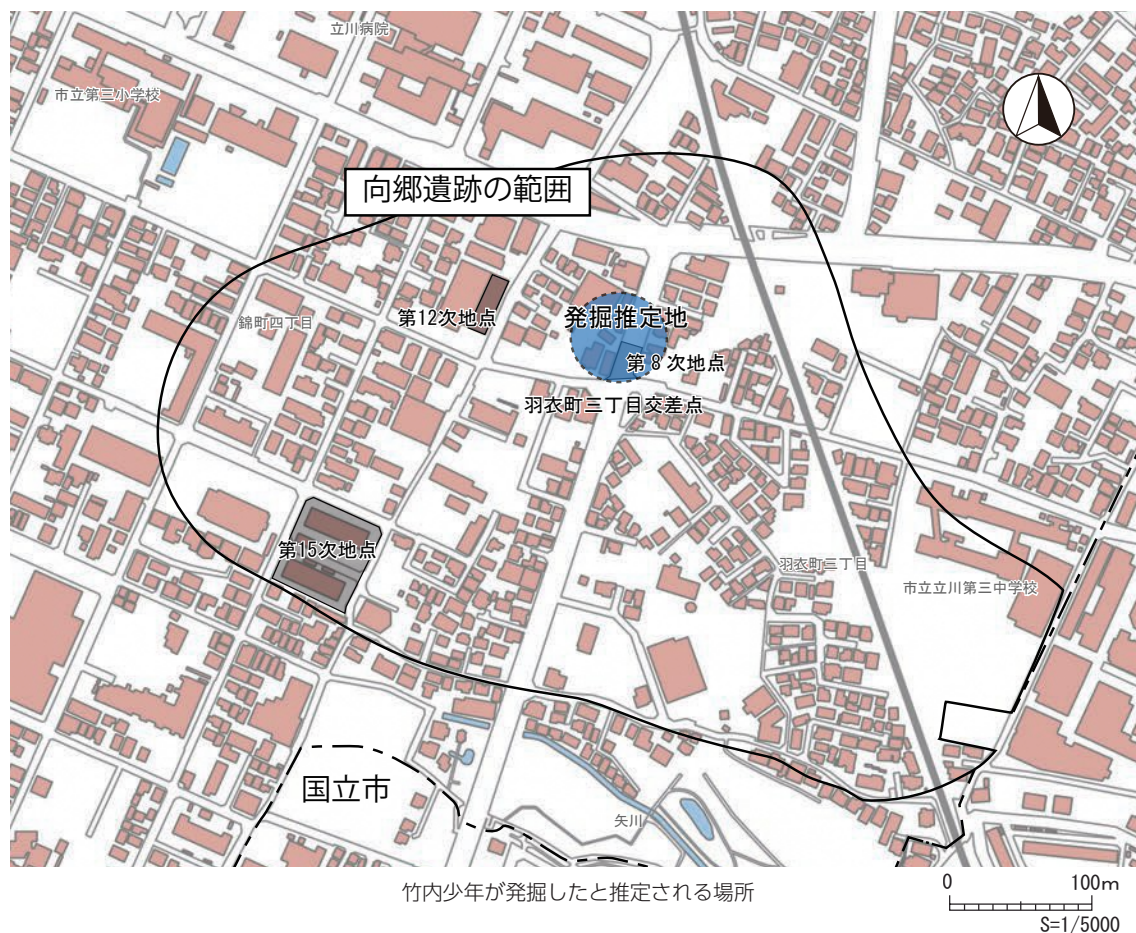 立川病院
市立第三小学校
向郷遺跡の範囲
第12次地点
発掘推定地
錦町四丁目
第８次地点
羽衣町三丁目交差点
第15次地点
羽衣町三丁目
市立立川第三中学校
国立市
矢川
竹内少年が発掘したと推定される場所
0 100m
S=1/5000